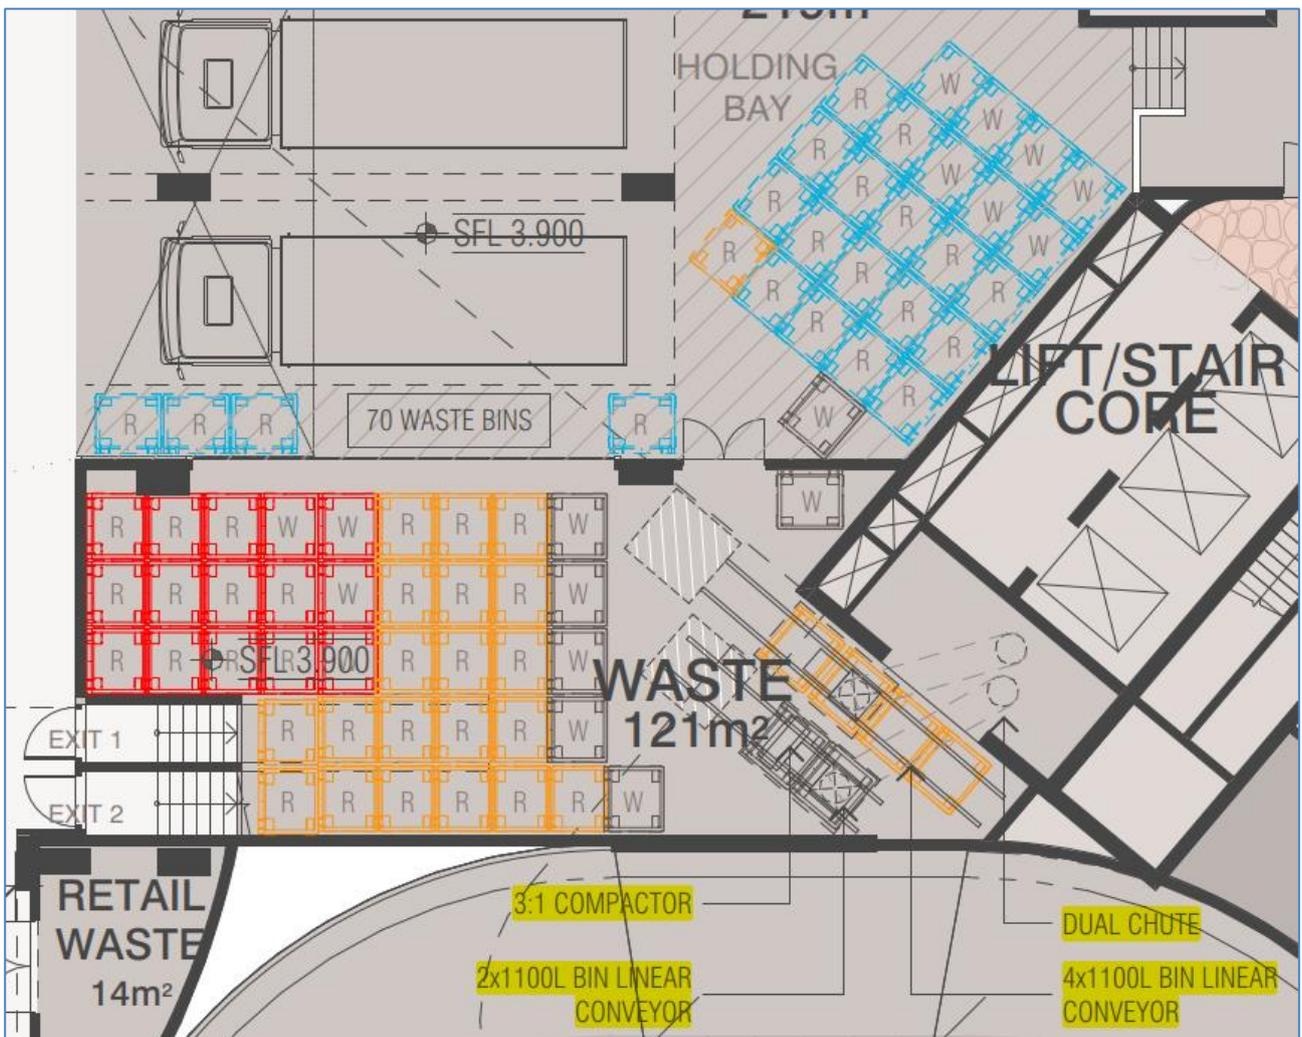 HOLDING
BAY
W W W W
R R W W W
R R R R R
R R R R R
R R R R R
W
SFL 3.900
LIFT/STAIR
CORE
R R R 70 WASTE BINS R
W
R R R W W R R R W
R R R R W R R R W
R R R R W R R R W
SFL 3.900
WASTE
121m²
EXIT 1
R R R R R W
EXIT 2
R R R R R R W
RETAIL
WASTE
14m²
3:1 COMPACTOR
DUAL CHUTE
2x1100L BIN LINEAR
CONVEYOR
4x1100L BIN LINEAR
CONVEYOR